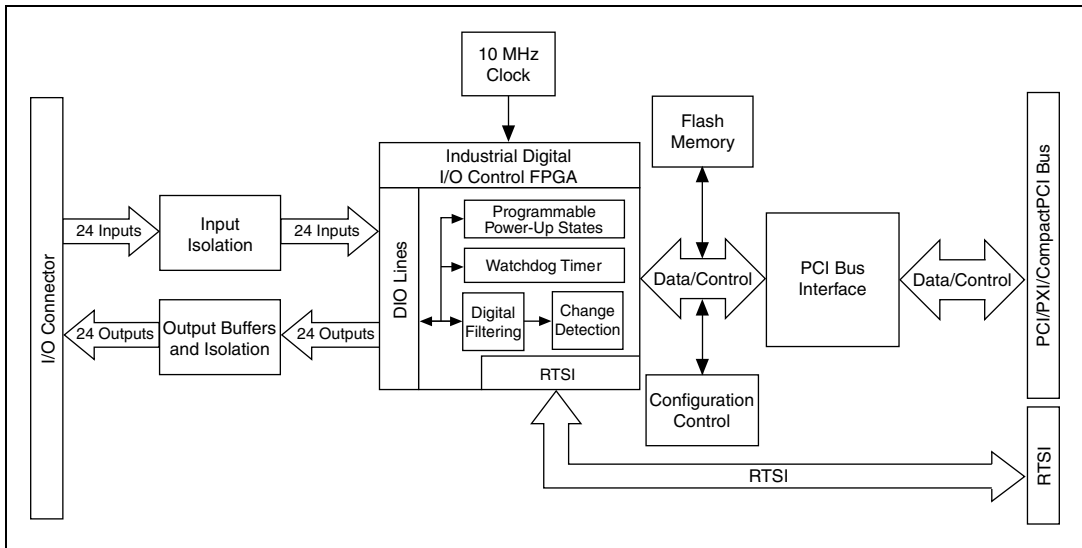 10 MHz
Clock
I/O Connector
24 Inputs
Input
Isolation
24 Inputs
24 Outputs
Output Buffers
and Isolation
24 Outputs
Industrial Digital
I/O Control FPGA
DIO Lines
Programmable
Power-Up States
Watchdog Timer
Digital
Filtering
Change
Detection
RTSI
Flash
Memory
Data/Control
Configuration
Control
PCI Bus
Interface
Data/Control
PCI/PXI/CompactPCI Bus
RTSI
RTSI